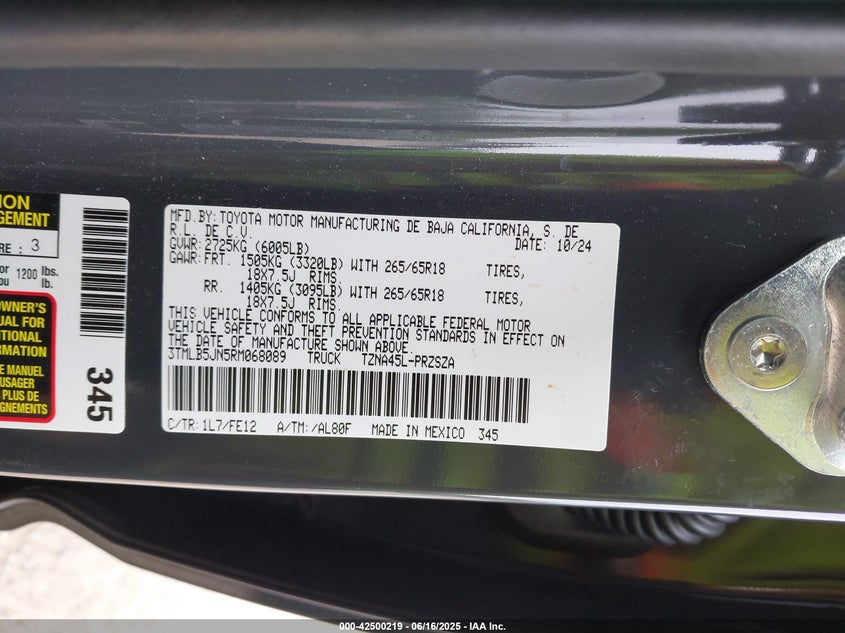 ION
GEMENT
RE : 3
or 1200 lbs.
ou lb.
OWNER'S
UAL FOR
ITIONAL
RMATION
E MANUEL
USAGER
PLUS DE
GNEMENTS
345
MFD.BY: TOYOTA MOTOR MANUFACTURING DE BAJA CALIFORNIA, S. DE
R.L. DE C.V. DATE: 10/24
GVWR: 2725KG (6005LB)
GAWR: FRT. 1505KG (3320LB) WITH 265/65R18 TIRES,
18X7.5J RIMS
RR. 1405KG (3095LB) WITH 265/65R18 TIRES,
18X7.5J RIMS
THIS VEHICLE CONFORMS TO ALL APPLICABLE FEDERAL MOTOR
VEHICLE SAFETY AND THEFT PREVENTION STANDARDS IN EFFECT ON
THE DATE OF MANUFACTURE SHOWN ABOVE.
3TMLB5JN5RM068089 TRUCK TZNA45L-PRZSZA
C/TR: 1L7/FE12 A/TM: /AL80F MADE IN MEXICO 345
000-42500219 - 06/16/2025 - IAA Inc.